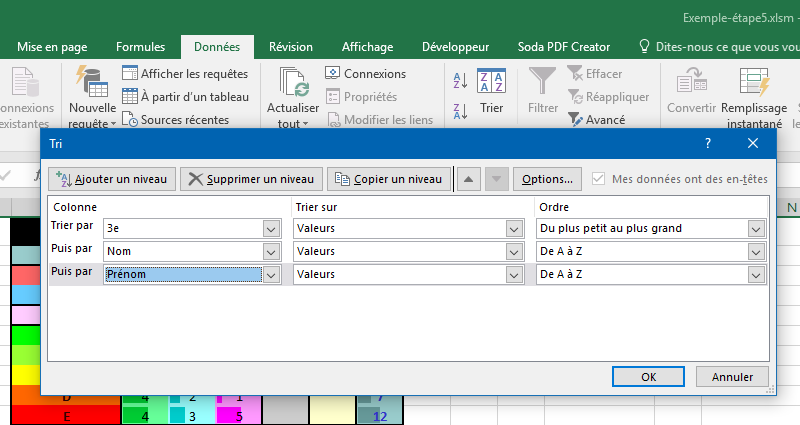 Exemple-étape5.xlsm -
Mise en page Formules Données Révision Affichage Développeur Soda PDF Creator Dites-nous ce que vous vou
onnexions existantes
Nouvelle requête
Afficher les requêtes
À partir d'un tableau
Sources récentes
Actualiser tout
Connexions
Propriétés
Modifier les liens
A Z
Z A
Z A
A Z
Trier
Filtrer
Effacer
Réappliquer
Avancé
Convertir
Remplissage instantané
Tri
? ×
Ajouter un niveau Supprimer un niveau Copier un niveau Options... Mes données ont des en-têtes
N
Colonne Trier sur Ordre
Trier par 3e Valeurs Du plus petit au plus grand
Puis par Nom Valeurs De A à Z
Puis par Prénom Valeurs De A à Z
OK Annuler
D 4 2 1 7
E 4 3 5 12